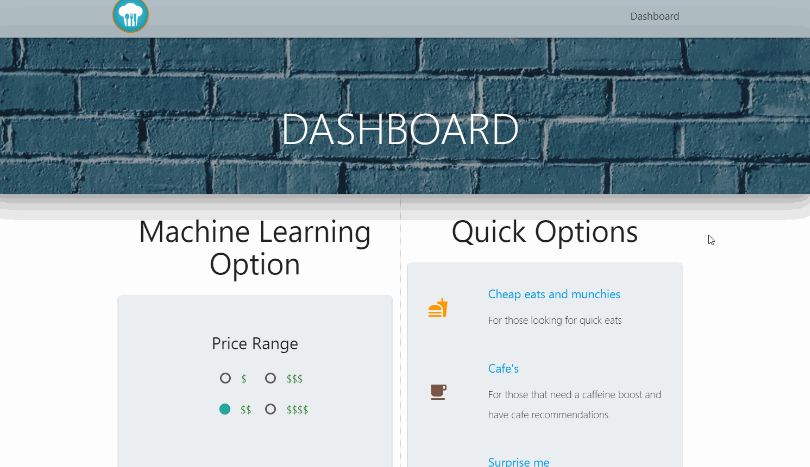 Dashboard
DASHBOARD
Machine Learning
Option
Price Range
$
$$$
$$
$$$$
Quick Options
Cheap eats and munchies
For those looking for quick eats
Cafe's
For those that need a caffeine boost and
have cafe recommendations
Surprise me